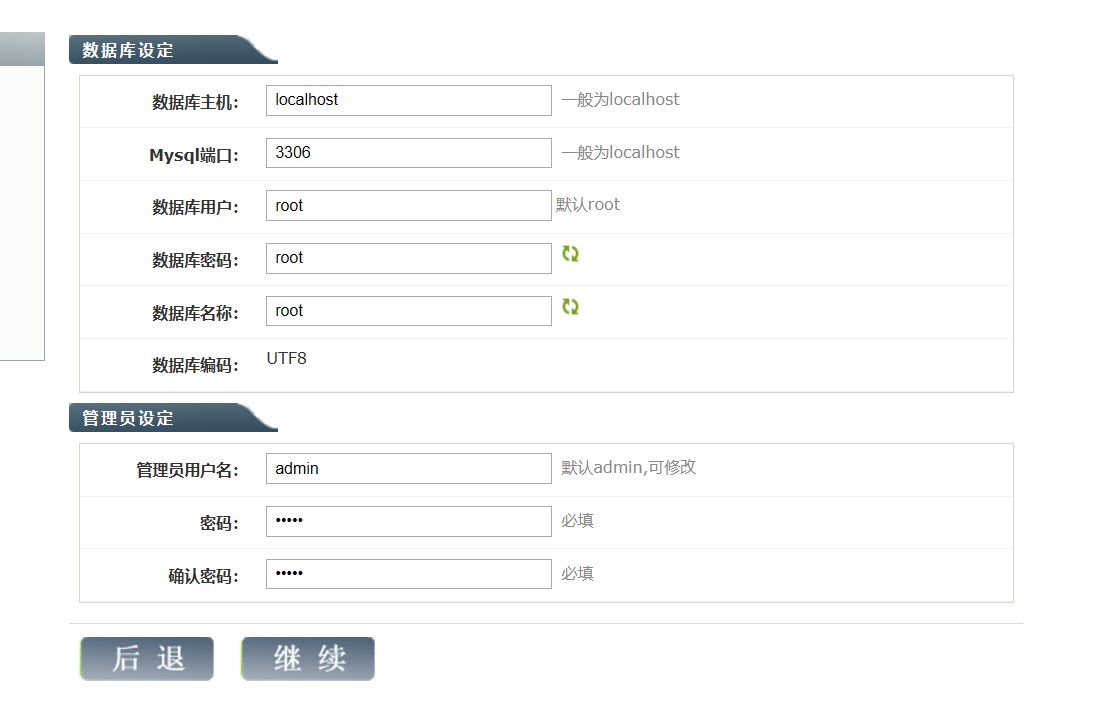 数据库设定
数据库主机: localhost 一般为localhost
Mysql端口: 3306 一般为localhost
数据库用户: root 默认root
数据库密码: root
数据库名称: root
数据库编码: UTF8
管理员设定
管理员用户名: admin 默认admin,可修改
密码: ••••• 必填
确认密码: ••••• 必填
后退 继续